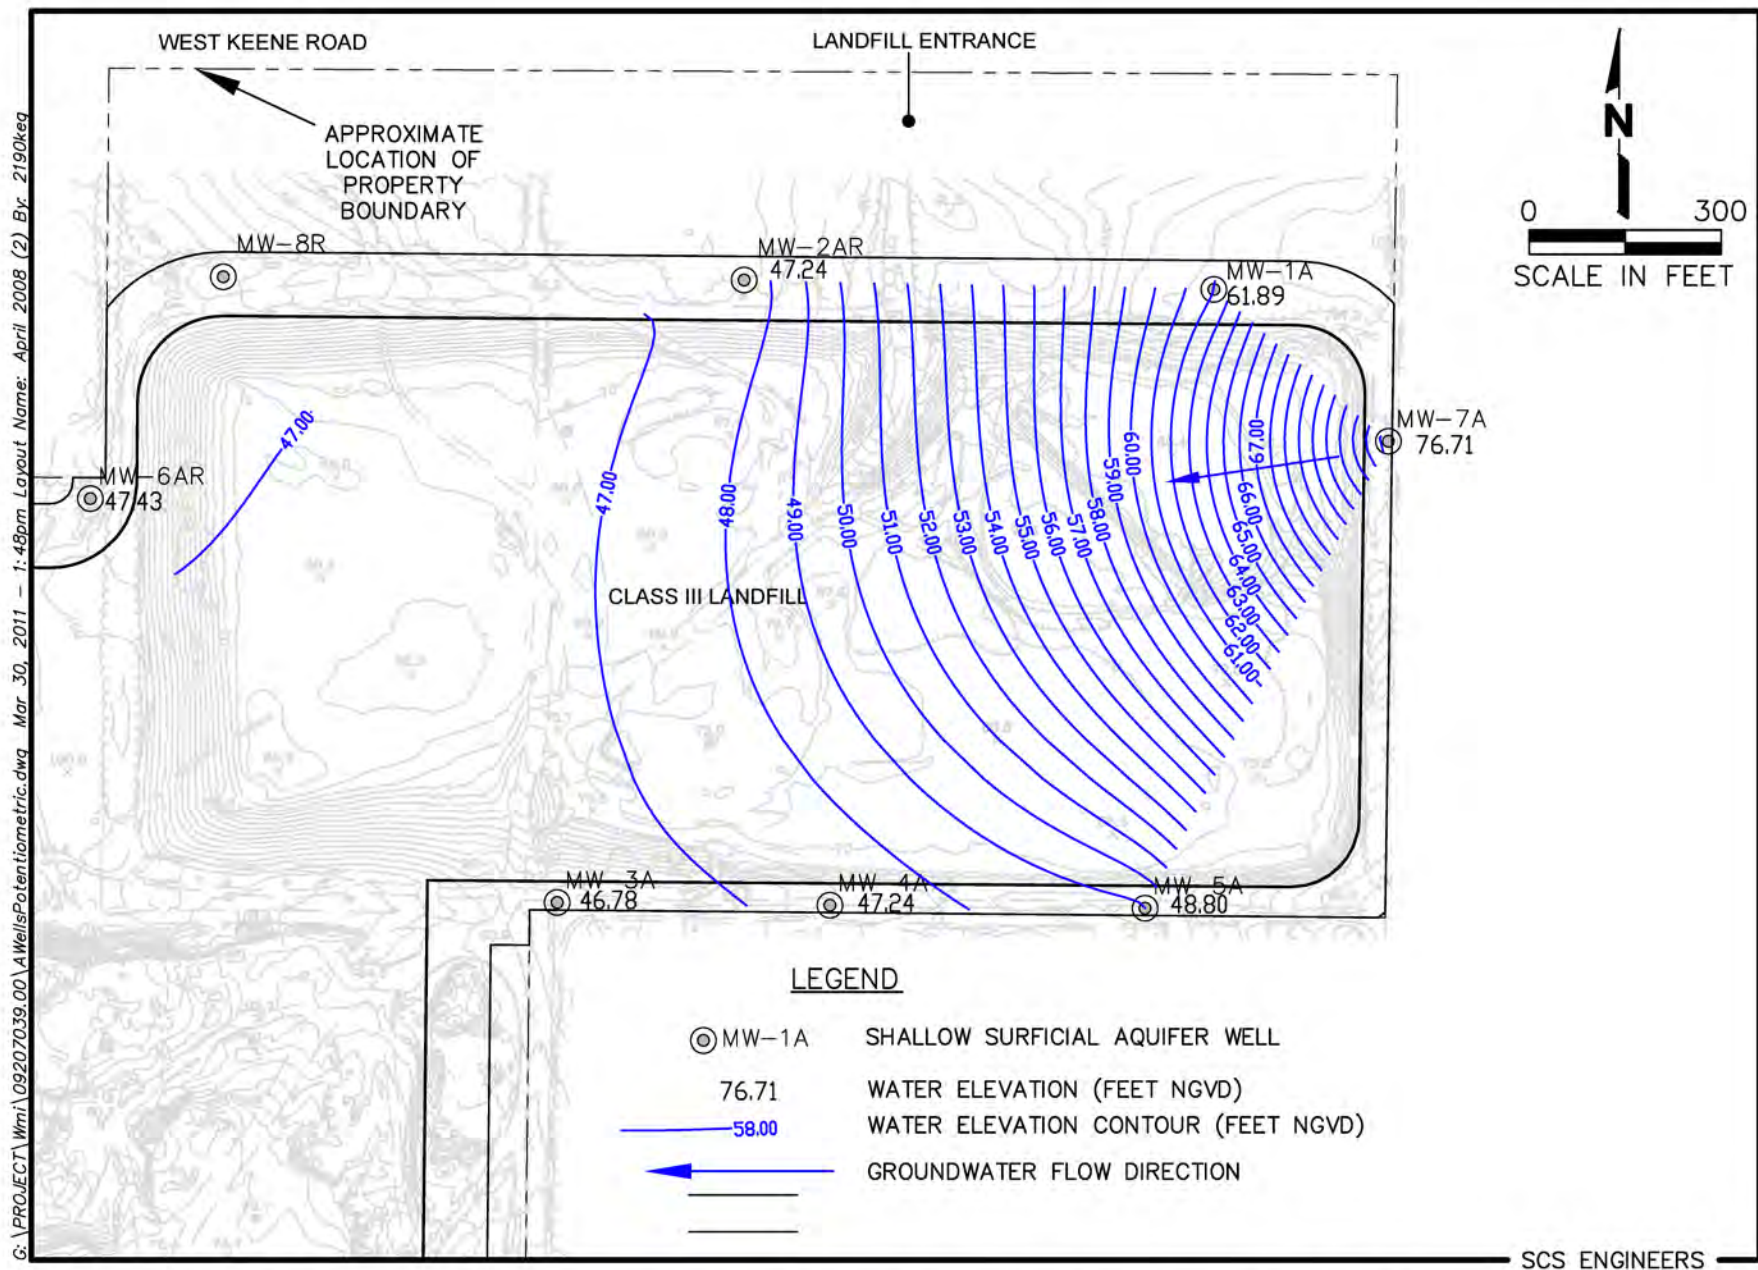 WEST KEENE ROAD
LANDFILL ENTRANCE
APPROXIMATE
LOCATION OF
PROPERTY
BOUNDARY
N
0 300
SCALE IN FEET
MW-8R
MW-2AR
47.24
MW-1A
61.89
MW-7A
76.71
MW-6AR
47.43
47.00
47.00
48.00
49.00
50.00
51.00
52.00
53.00
54.00
55.00
56.00
57.00
58.00
59.00
60.00
67.00
66.00
65.00
64.00
63.00
62.00
61.00
CLASS III LANDFILL
MW-3A
46.78
MW-4A
47.24
MW-5A
48.80
LEGEND
MW-1A SHALLOW SURFICIAL AQUIFER WELL
76.71 WATER ELEVATION (FEET NGVD)
58.00 WATER ELEVATION CONTOUR (FEET NGVD)
GROUNDWATER FLOW DIRECTION
SCS ENGINEERS
G:\PROJECT\Wmi\09207039.00\AWellsPotentiometric.dwg Mar 30, 2011 - 1:48pm Layout Name: April 2008 (2) By: 2190keg